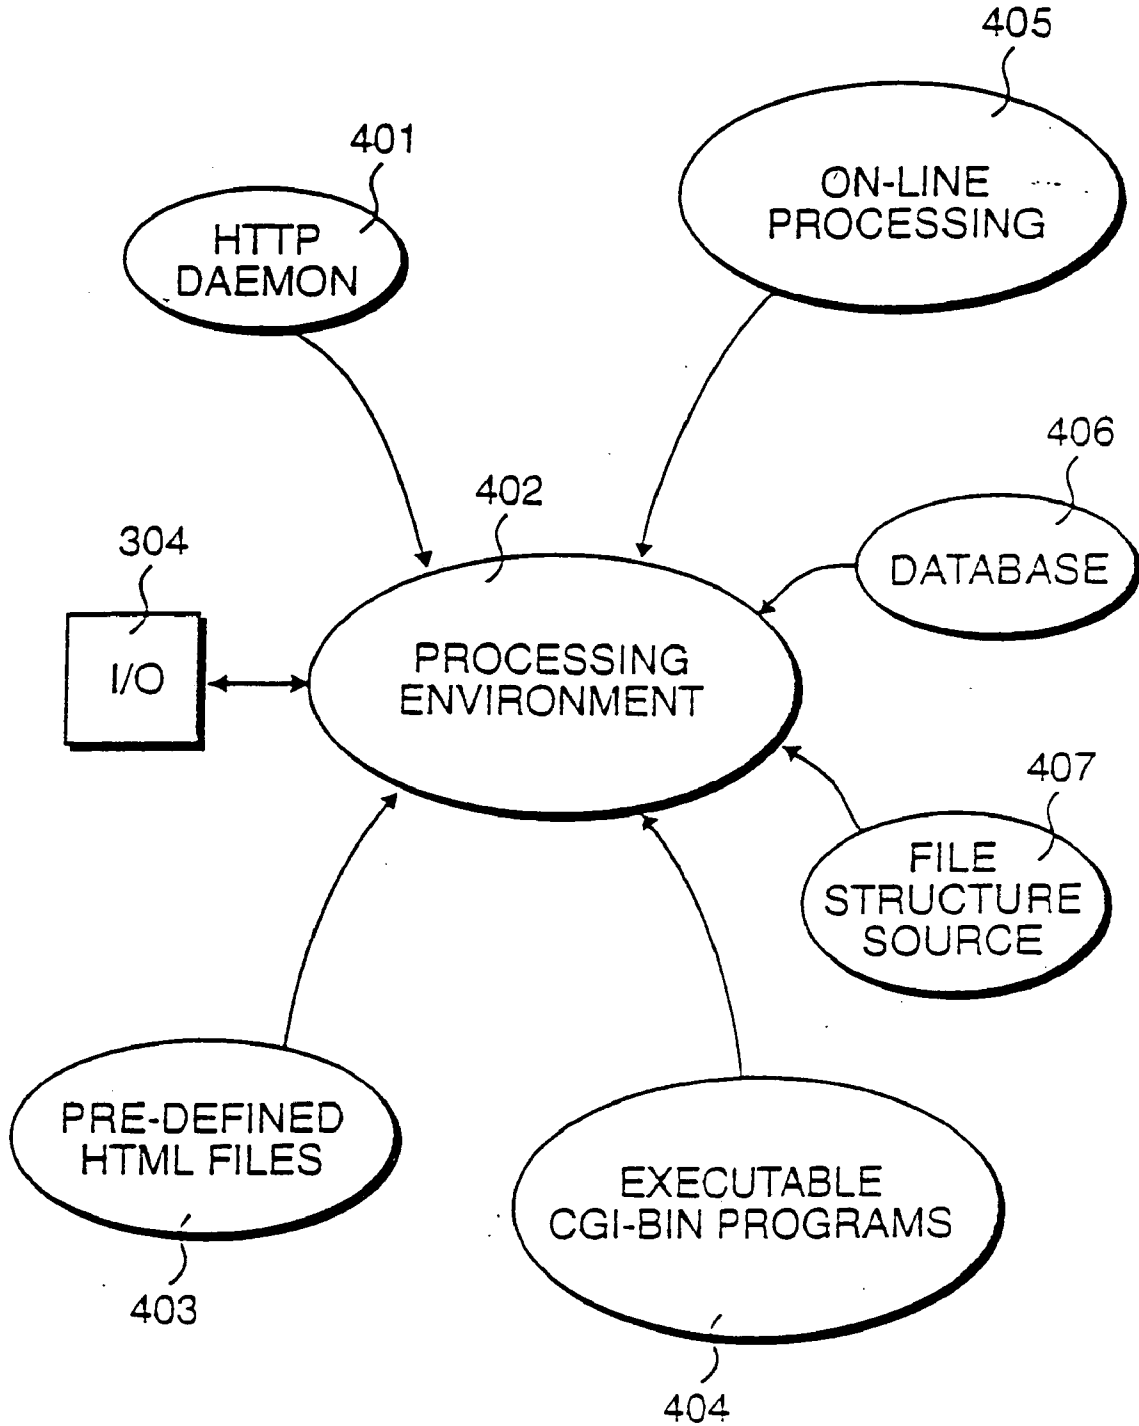 405
401
ON-LINE
PROCESSING
HTTP
DAEMON
406
402
304
DATABASE
PROCESSING
ENVIRONMENT
I/O
407
FILE
STRUCTURE
SOURCE
PRE-DEFINED
HTML FILES
EXECUTABLE
CGI-BIN PROGRAMS
403
404